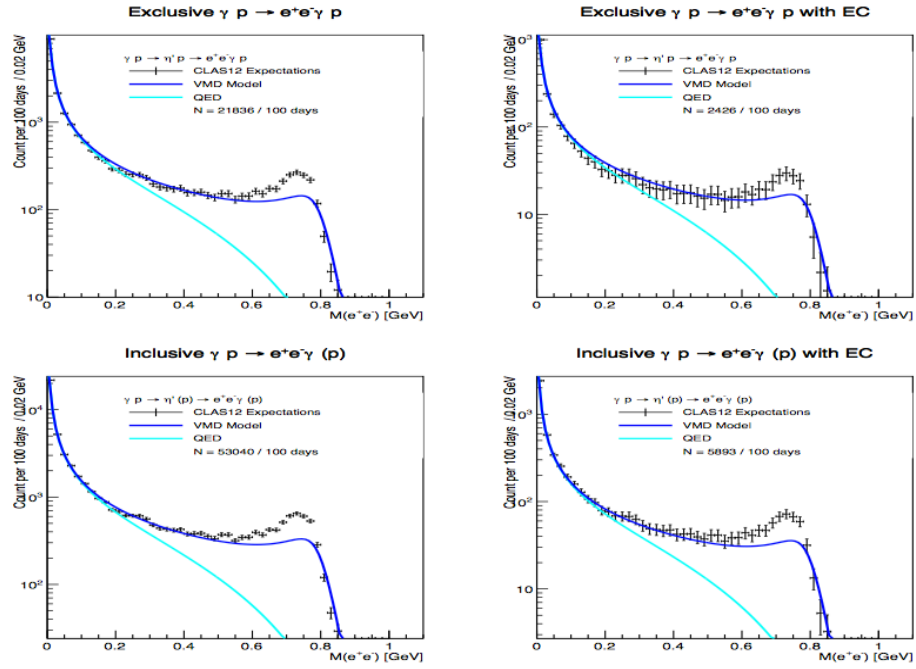 Exclusive γ p → e⁺e⁻γ p
Count per 100 days / 0.02 GeV
γ p → η' p → e⁺e⁻γ p
CLAS12 Expectations
VMD Model
QED
N = 21836 / 100 days
10³
10²
10
0 0.2 0.4 0.6 0.8 1
M(e⁺e⁻) [GeV]
Exclusive γ p → e⁺e⁻γ p with EC
Count per 100 days / 0.02 GeV
γ p → η' p → e⁺e⁻γ p
CLAS12 Expectations
VMD Model
QED
N = 2426 / 100 days
10³
10²
10
0 0.2 0.4 0.6 0.8 1
M(e⁺e⁻) [GeV]
Inclusive γ p → e⁺e⁻γ (p)
Count per 100 days / 0.02 GeV
γ p → η' (p) → e⁺e⁻γ (p)
CLAS12 Expectations
VMD Model
QED
N = 53040 / 100 days
10⁴
10³
10²
0 0.2 0.4 0.6 0.8 1
M(e⁺e⁻) [GeV]
Inclusive γ p → e⁺e⁻γ (p) with EC
Count per 100 days / 0.02 GeV
γ p → η' (p) → e⁺e⁻γ (p)
CLAS12 Expectations
VMD Model
QED
N = 5893 / 100 days
10³
10²
10
0 0.2 0.4 0.6 0.8 1
M(e⁺e⁻) [GeV]